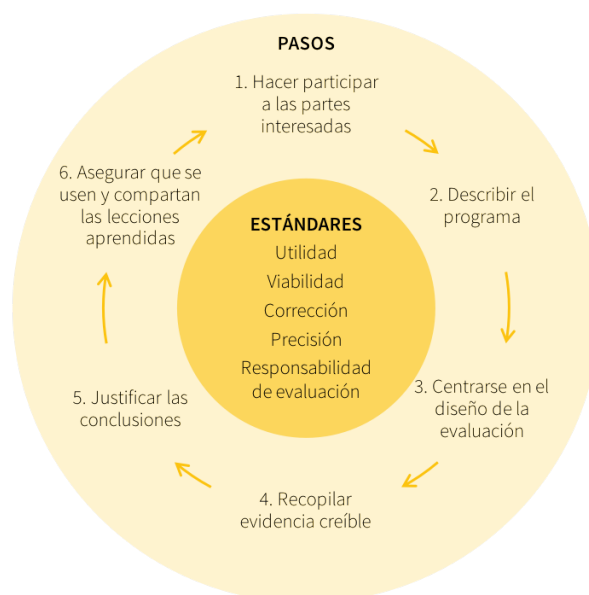 PASOS
1. Hacer participar
a las partes
interesadas
2. Describir el
programa
3. Centrarse en el
diseño de la
evaluación
4. Recopilar
evidencia creíble
5. Justificar las
conclusiones
6. Asegurar que se
usen y compartan
las lecciones
aprendidas
ESTÁNDARES
Utilidad
Viabilidad
Corrección
Precisión
Responsabilidad
de evaluación